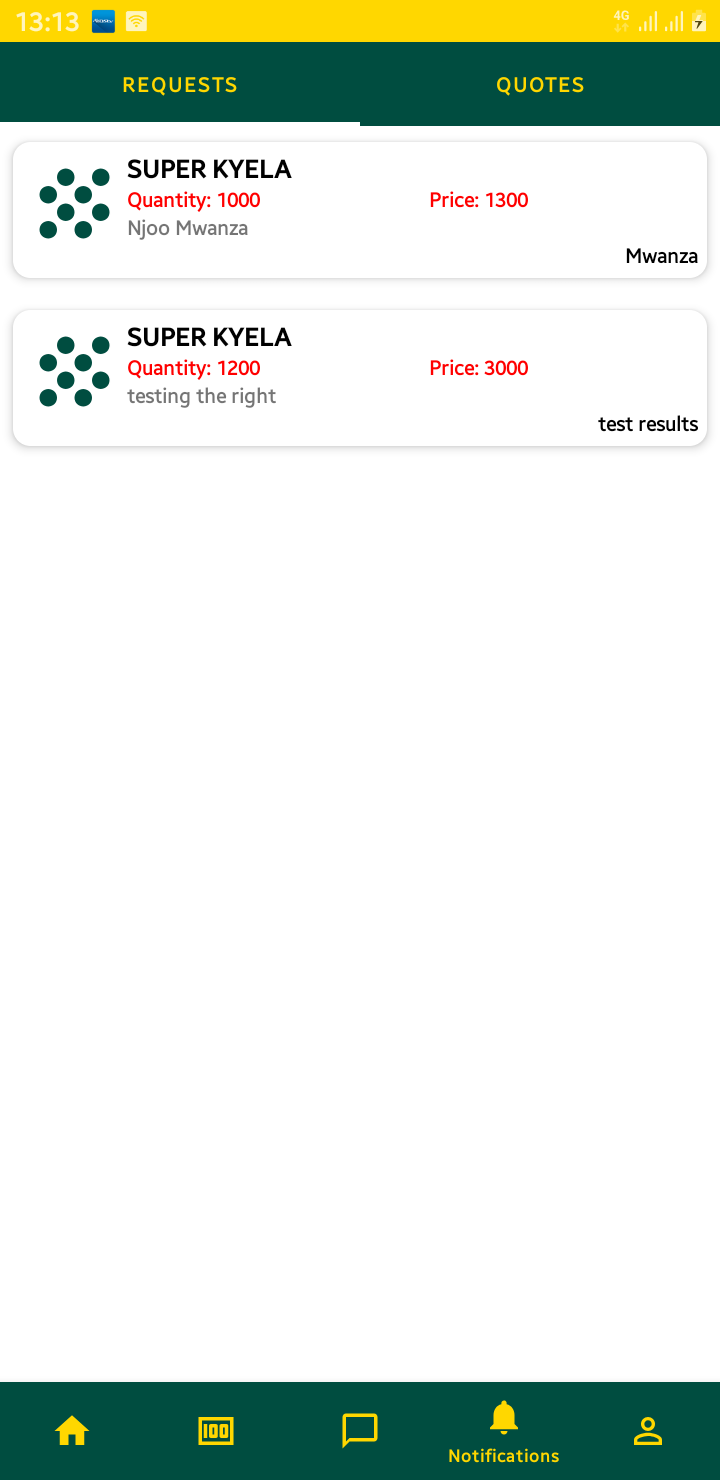 13:13 4G
REQUESTS QUOTES
SUPER KYELA
Quantity: 1000 Price: 1300
Njoo Mwanza
Mwanza
SUPER KYELA
Quantity: 1200 Price: 3000
testing the right
test results
100
Notifications